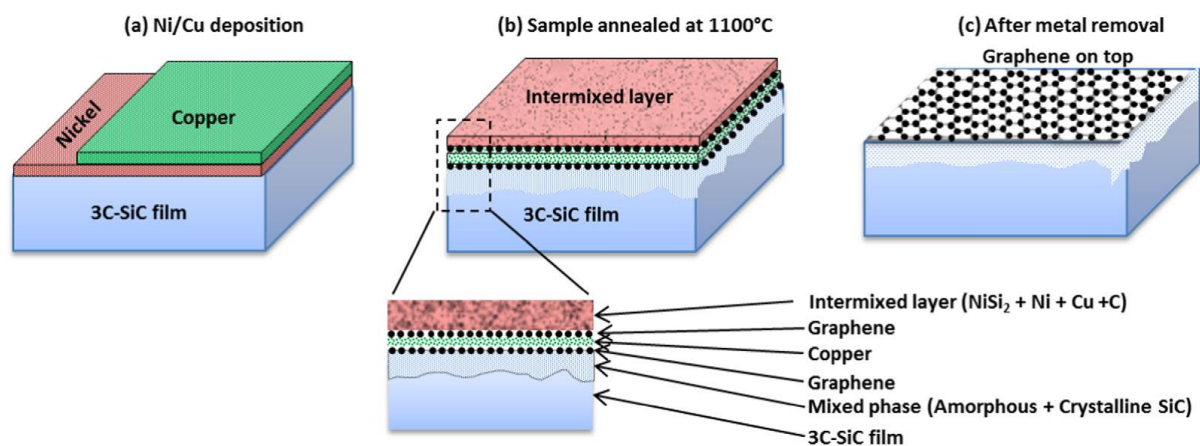 (a) Ni/Cu deposition
(b) Sample annealed at 1100°C
(c) After metal removal
Graphene on top
Nickel
Copper
3C-SiC film
Intermixed layer
3C-SiC film
Intermixed layer (NiSi₂ + Ni + Cu +C)
Graphene
Copper
Graphene
Mixed phase (Amorphous + Crystalline SiC)
3C-SiC film